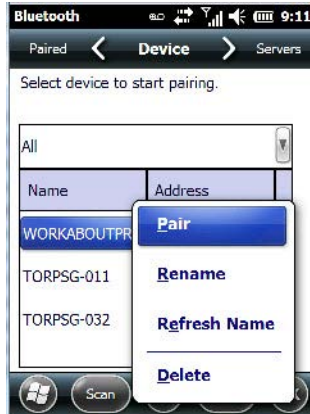 Bluetooth 9:11
Paired Device Servers
Select device to start pairing.
All
Name Address
WORKABOUTPR
Pair
TORPSG-011
Rename
TORPSG-032
Refresh Name
Delete
Scan